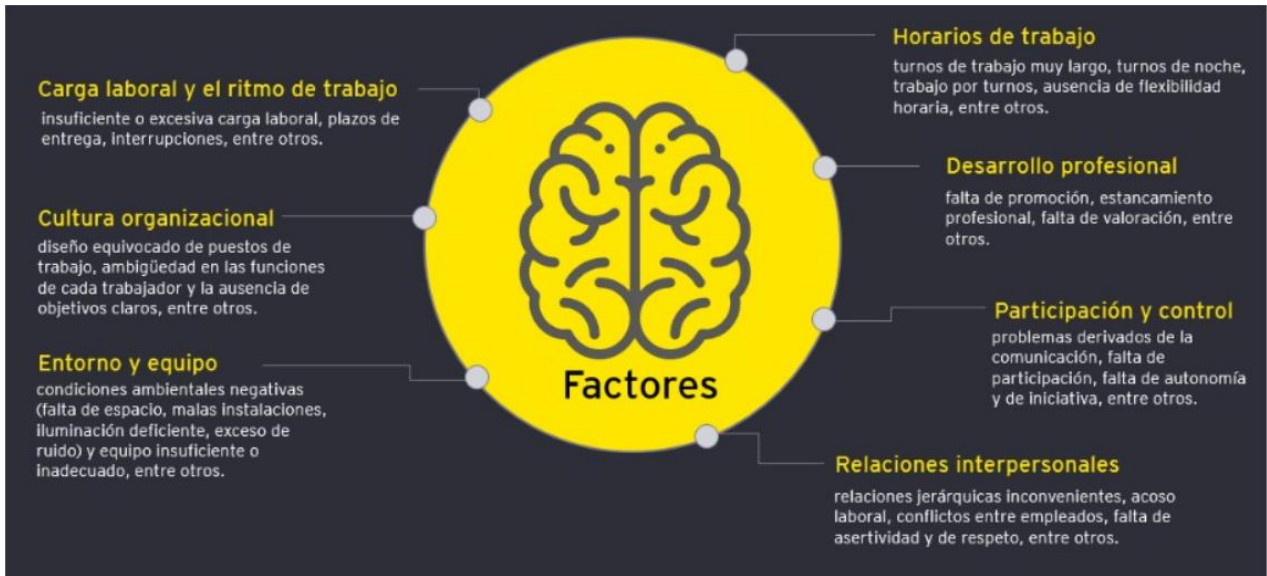 Carga laboral y el ritmo de trabajo
insuficiente o excesiva carga laboral, plazos de
entrega, interrupciones, entre otros.
Cultura organizacional
diseño equivocado de puestos de
trabajo, ambigüedad en las funciones
de cada trabajador y la ausencia de
objetivos claros, entre otros.
Entorno y equipo
condiciones ambientales negativas
(falta de espacio, malas instalaciones,
iluminación deficiente, exceso de
ruido) y equipo insuficiente o
inadecuado, entre otros.
Factores
Horarios de trabajo
turnos de trabajo muy largo, turnos de noche,
trabajo por turnos, ausencia de flexibilidad
horaria, entre otros.
Desarrollo profesional
falta de promoción, estancamiento
profesional, falta de valoración, entre
otros.
Participación y control
problemas derivados de la
comunicación, falta de
participación, falta de autonomía
y de iniciativa, entre otros.
Relaciones interpersonales
relaciones jerárquicas inconvenientes, acoso
laboral, conflictos entre empleados, falta de
asertividad y de respeto, entre otros.